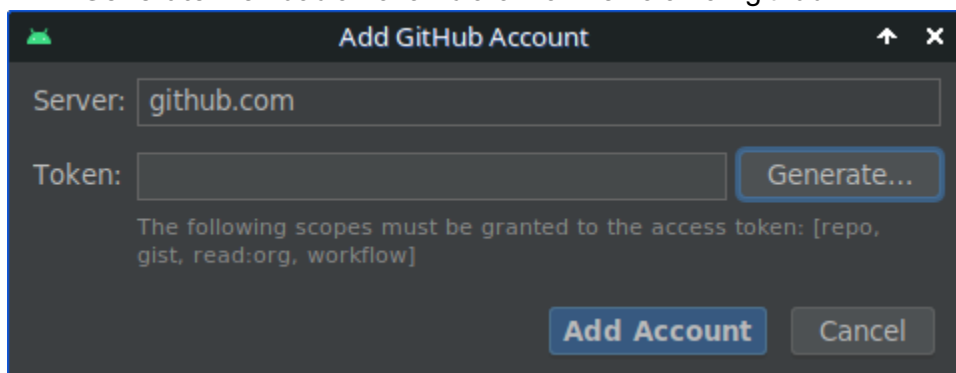 Add GitHub Account
Server: github.com
Token: Generate...
The following scopes must be granted to the access token: [repo,
gist, read:org, workflow]
Add Account Cancel